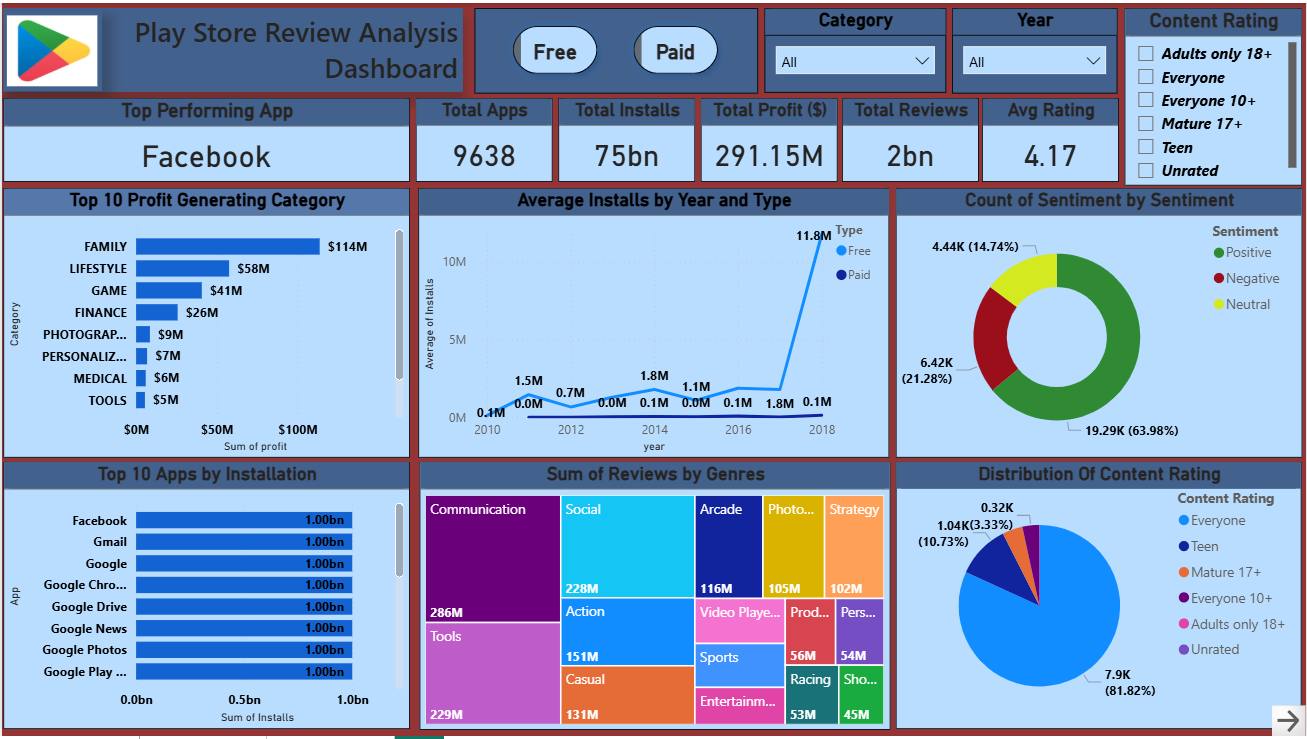 Play Store Review Analysis
Dashboard
Free
Paid
Category
All
Year
All
Content Rating
Adults only 18+
Everyone
Everyone 10+
Mature 17+
Teen
Unrated
Top Performing App
Facebook
Total Apps
9638
Total Installs
75bn
Total Profit ($)
291.15M
Total Reviews
2bn
Avg Rating
4.17
Top 10 Profit Generating Category
Category
FAMILY $114M
LIFESTYLE $58M
GAME $41M
FINANCE $26M
PHOTOGRAP... $9M
PERSONALIZ... $7M
MEDICAL $6M
TOOLS $5M
$0M $50M $100M
Sum of profit
Average Installs by Year and Type
Type
Free
Paid
Average of Installs
10M
5M
0M
11.8M
0.1M
1.5M
0.0M
0.7M
0.0M
1.8M
0.1M
1.1M
0.0M
0.1M
1.8M
0.1M
2010 2012 2014 2016 2018
year
Count of Sentiment by Sentiment
Sentiment
Positive
Negative
Neutral
4.44K (14.74%)
6.42K
(21.28%)
19.29K (63.98%)
Top 10 Apps by Installation
App
Facebook 1.00bn
Gmail 1.00bn
Google 1.00bn
Google Chro... 1.00bn
Google Drive 1.00bn
Google News 1.00bn
Google Photos 1.00bn
Google Play ... 1.00bn
0.0bn 0.5bn 1.0bn
Sum of Installs
Sum of Reviews by Genres
Communication
286M
Tools
229M
Social
228M
Action
151M
Casual
131M
Arcade
116M
Photo...
105M
Strategy
102M
Video Playe...
Sports
Entertainm...
Prod...
56M
Pers...
54M
Racing
53M
Sho...
45M
Distribution Of Content Rating
Content Rating
Everyone
Teen
Mature 17+
Everyone 10+
Adults only 18+
Unrated
0.32K
(3.33%)
1.04K
(10.73%)
7.9K
(81.82%)